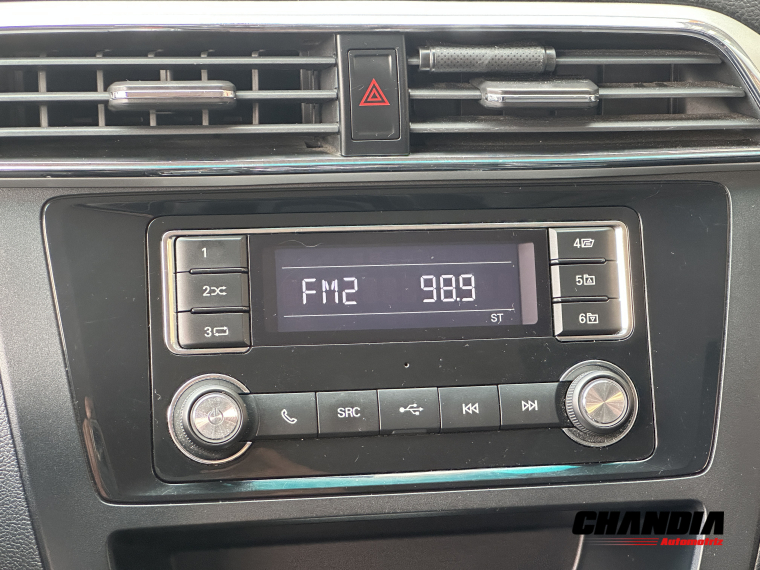 1
2
3
FM2 98.9
ST
4
5
6
SRC
CHANDIA
Automotriz